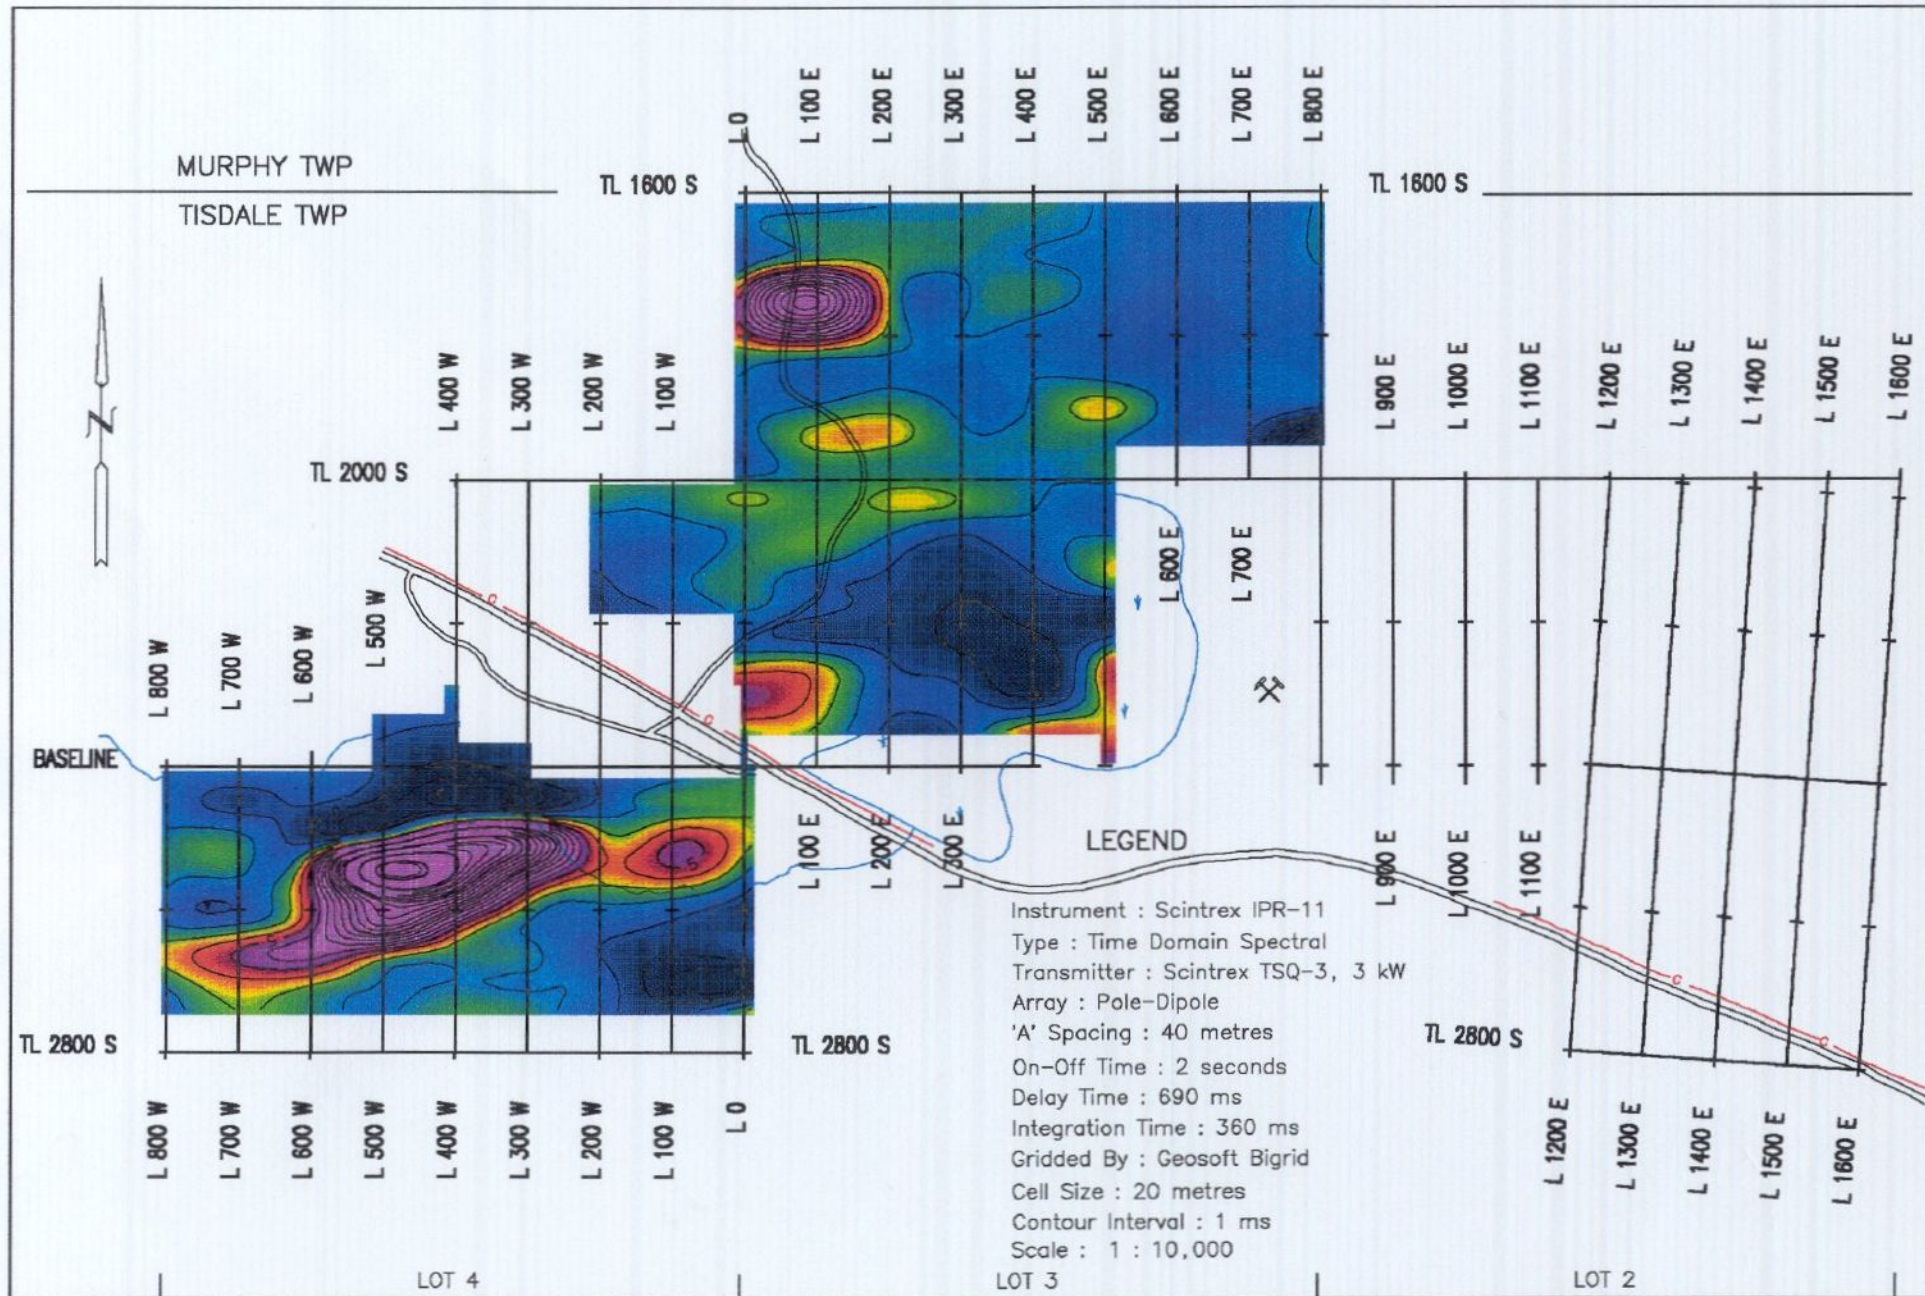 L 0
L 100 E
L 200 E
L 300 E
L 400 E
L 500 E
L 600 E
L 700 E
L 800 E
MURPHY TWP
TISDALE TWP
TL 1600 S
TL 1600 S
N
L 400 W
L 300 W
L 200 W
L 100 W
L 900 E
L 1000 E
L 1100 E
L 1200 E
L 1300 E
L 1400 E
L 1500 E
L 1600 E
TL 2000 S
L 600 E
L 700 E
L 800 W
L 700 W
L 600 W
L 500 W
C
C
BASELINE
L 100 E
L 200 E
L 300 E
L 900 E
L 1000 E
L 1100 E
5
5
LEGEND
Instrument : Scintrex IPR-11
Type : Time Domain Spectral
Transmitter : Scintrex TSQ-3, 3 kW
Array : Pole-Dipole
'A' Spacing : 40 metres
On-Off Time : 2 seconds
Delay Time : 690 ms
Integration Time : 360 ms
Gridded By : Geosoft Bigrid
Cell Size : 20 metres
Contour Interval : 1 ms
Scale : 1 : 10,000
C
C
TL 2800 S
TL 2800 S
TL 2800 S
L 800 W
L 700 W
L 600 W
L 500 W
L 400 W
L 300 W
L 200 W
L 100 W
L 0
L 1200 E
L 1300 E
L 1400 E
L 1500 E
L 1600 E
LOT 4
LOT 3
LOT 2